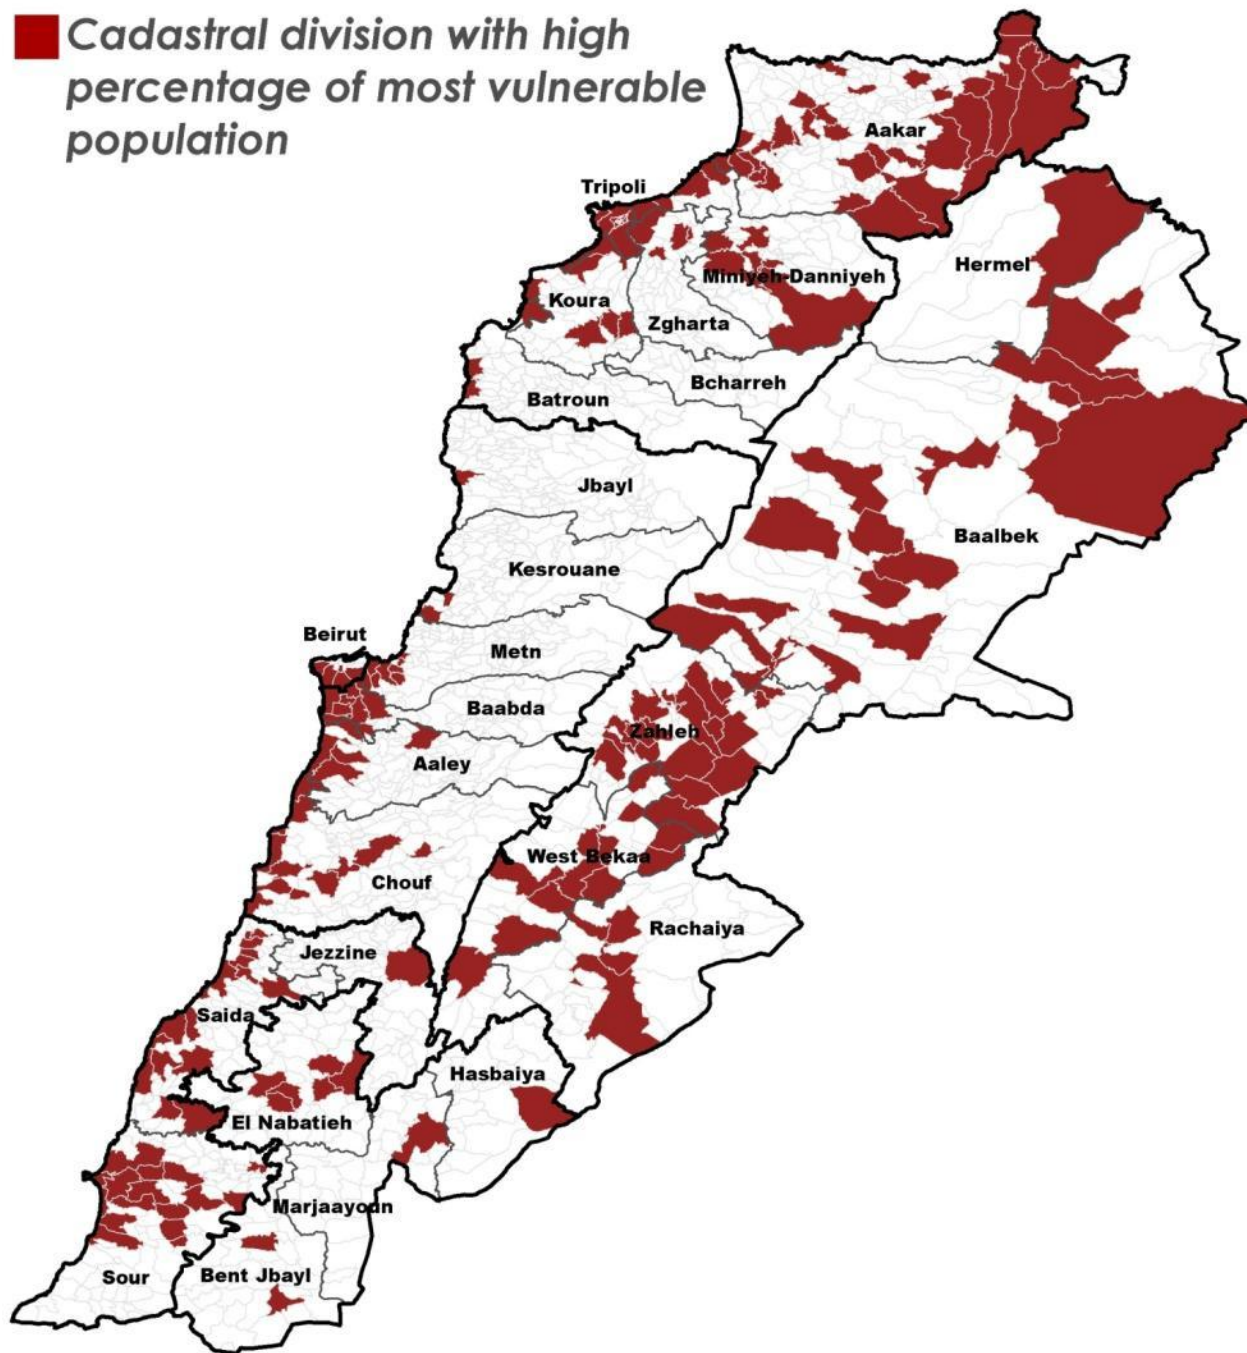 Cadastral division with high
percentage of most vulnerable
population
Aakar
Tripoli
Hermel
Miniyeh-Danniyeh
Koura
Zgharta
Bcharreh
Batroun
Jbayl
Baalbek
Kesrouane
Beirut
Metn
Baabda
Zahleh
Aaley
West Bekaa
Chouf
Rachaiya
Jezzine
Saida
Hasbaiya
El Nabatieh
Marjaayoun
Sour
Bent Jbayl